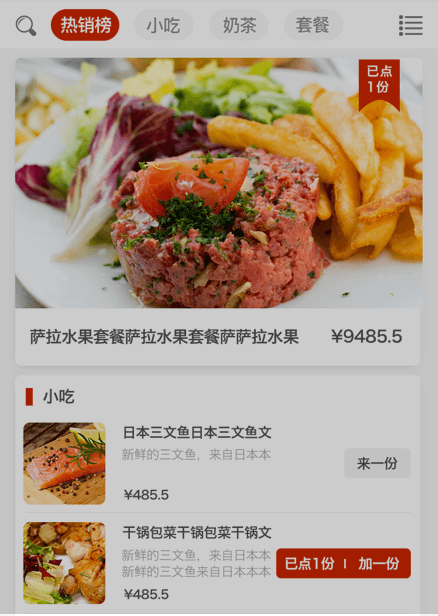 热销榜 小吃 奶茶 套餐
已点
1份
萨拉水果套餐萨拉水果套餐萨萨拉水果 ¥9485.5
小吃
日本三文鱼日本三文鱼文
新鲜的三文鱼，来自日本本
来一份
¥485.5
干锅包菜干锅包菜干锅文
新鲜的三文鱼，来自日本本
新鲜的三文鱼来自日本本本
已点1份 | 加一份
¥485.5